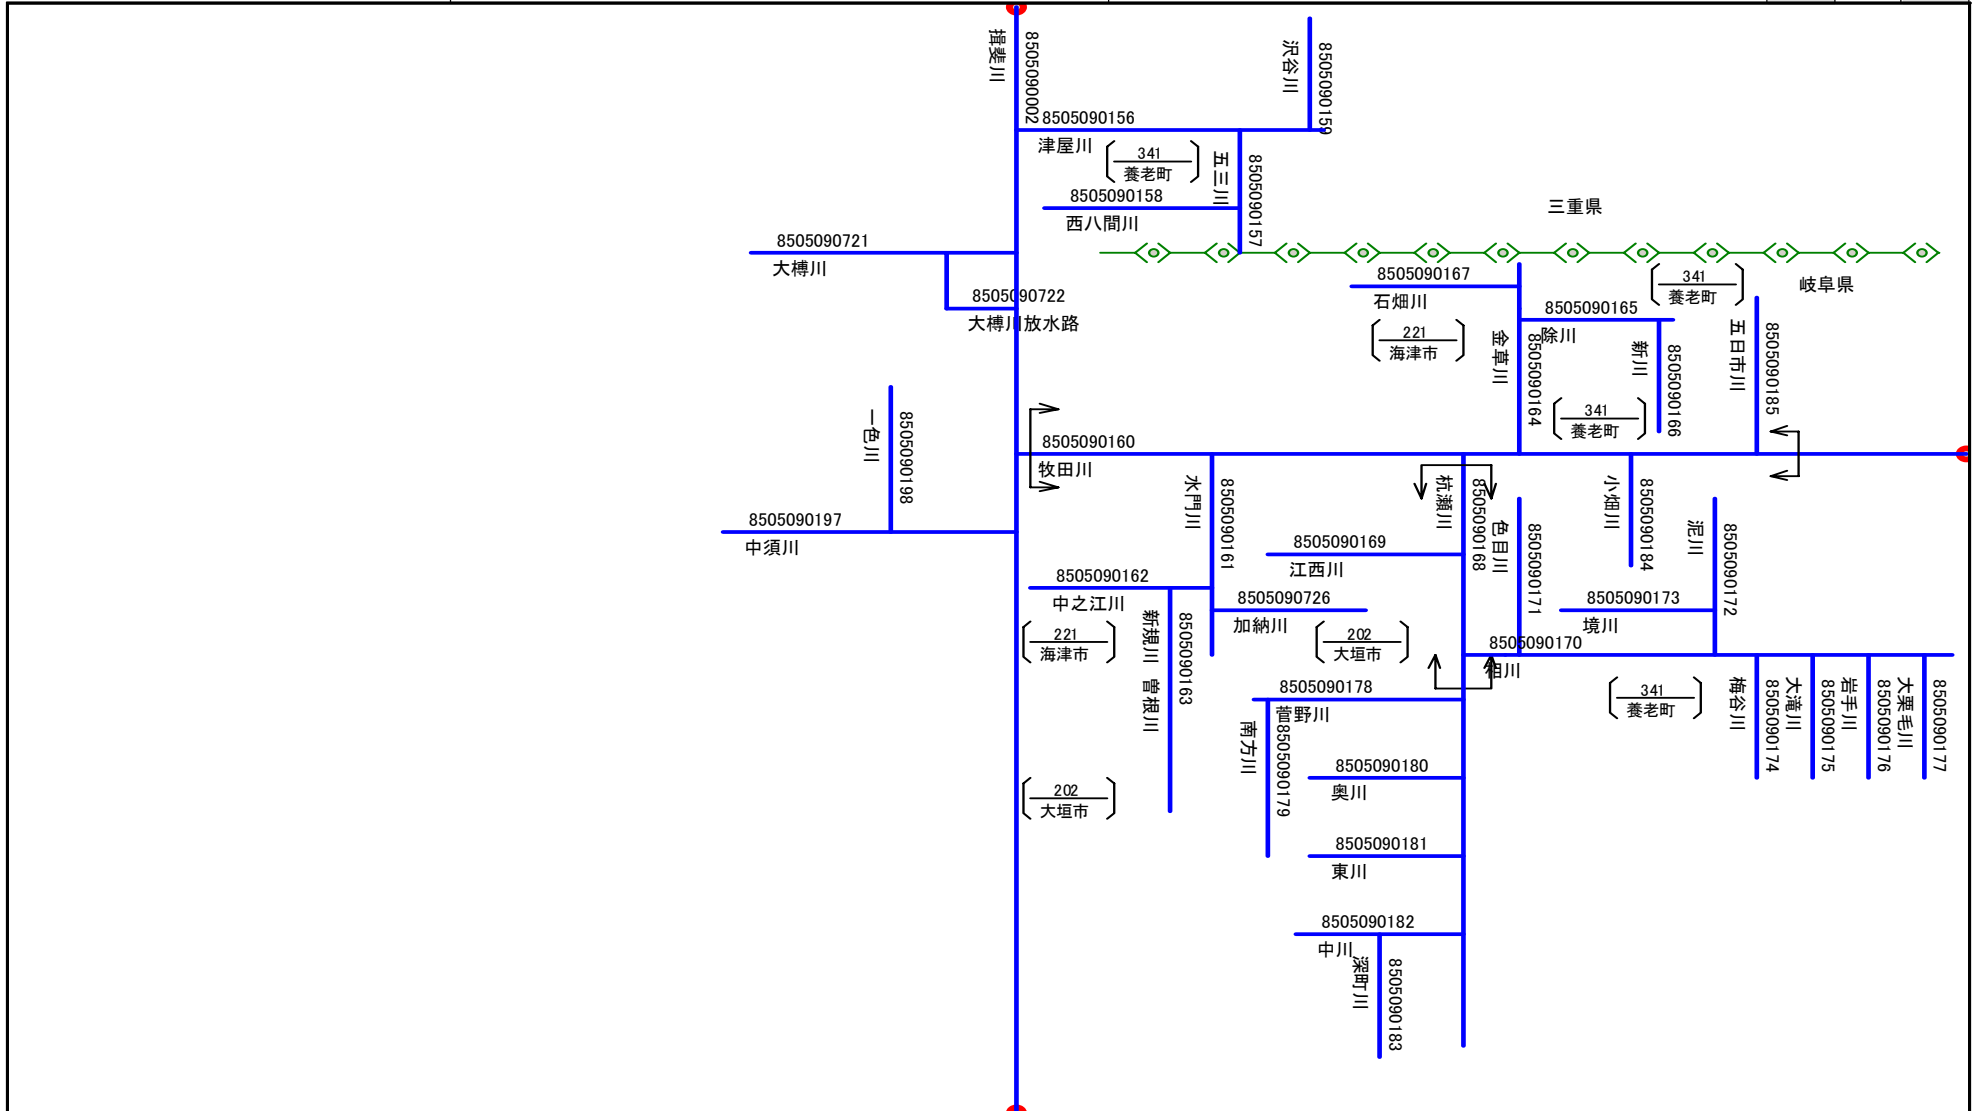 揖斐川
8505090002
沢谷川
8505090159
8505090156
津屋川
341
養老町
五三川
8505090157
8505090158
西八間川
三重県
8505090721
大榑川
8505090722
大榑川放水路
8505090167
石畑川
221
海津市
341
養老町
岐阜県
8505090165
除川
金草川
8505090164
新川
8505090166
五日市川
8505090185
341
養老町
一色川
8505090198
8505090160
牧田川
8505090197
中須川
水門川
8505090161
杭瀬川
8505090168
色目川
8505090171
小畑川
8505090184
泥川
8505090172
8505090169
江西川
8505090162
中之江川
8505090726
加納川
8505090173
境川
221
海津市
新規川 曽根川
8505090163
202
大垣市
8505090170
相川
341
養老町
梅谷川
8505090174
大滝川
8505090175
岩手川
8505090176
大栗毛川
8505090177
8505090178
菅野川
南方川
8505090179
8505090180
奥川
202
大垣市
8505090181
東川
8505090182
中川
深町川
8505090183